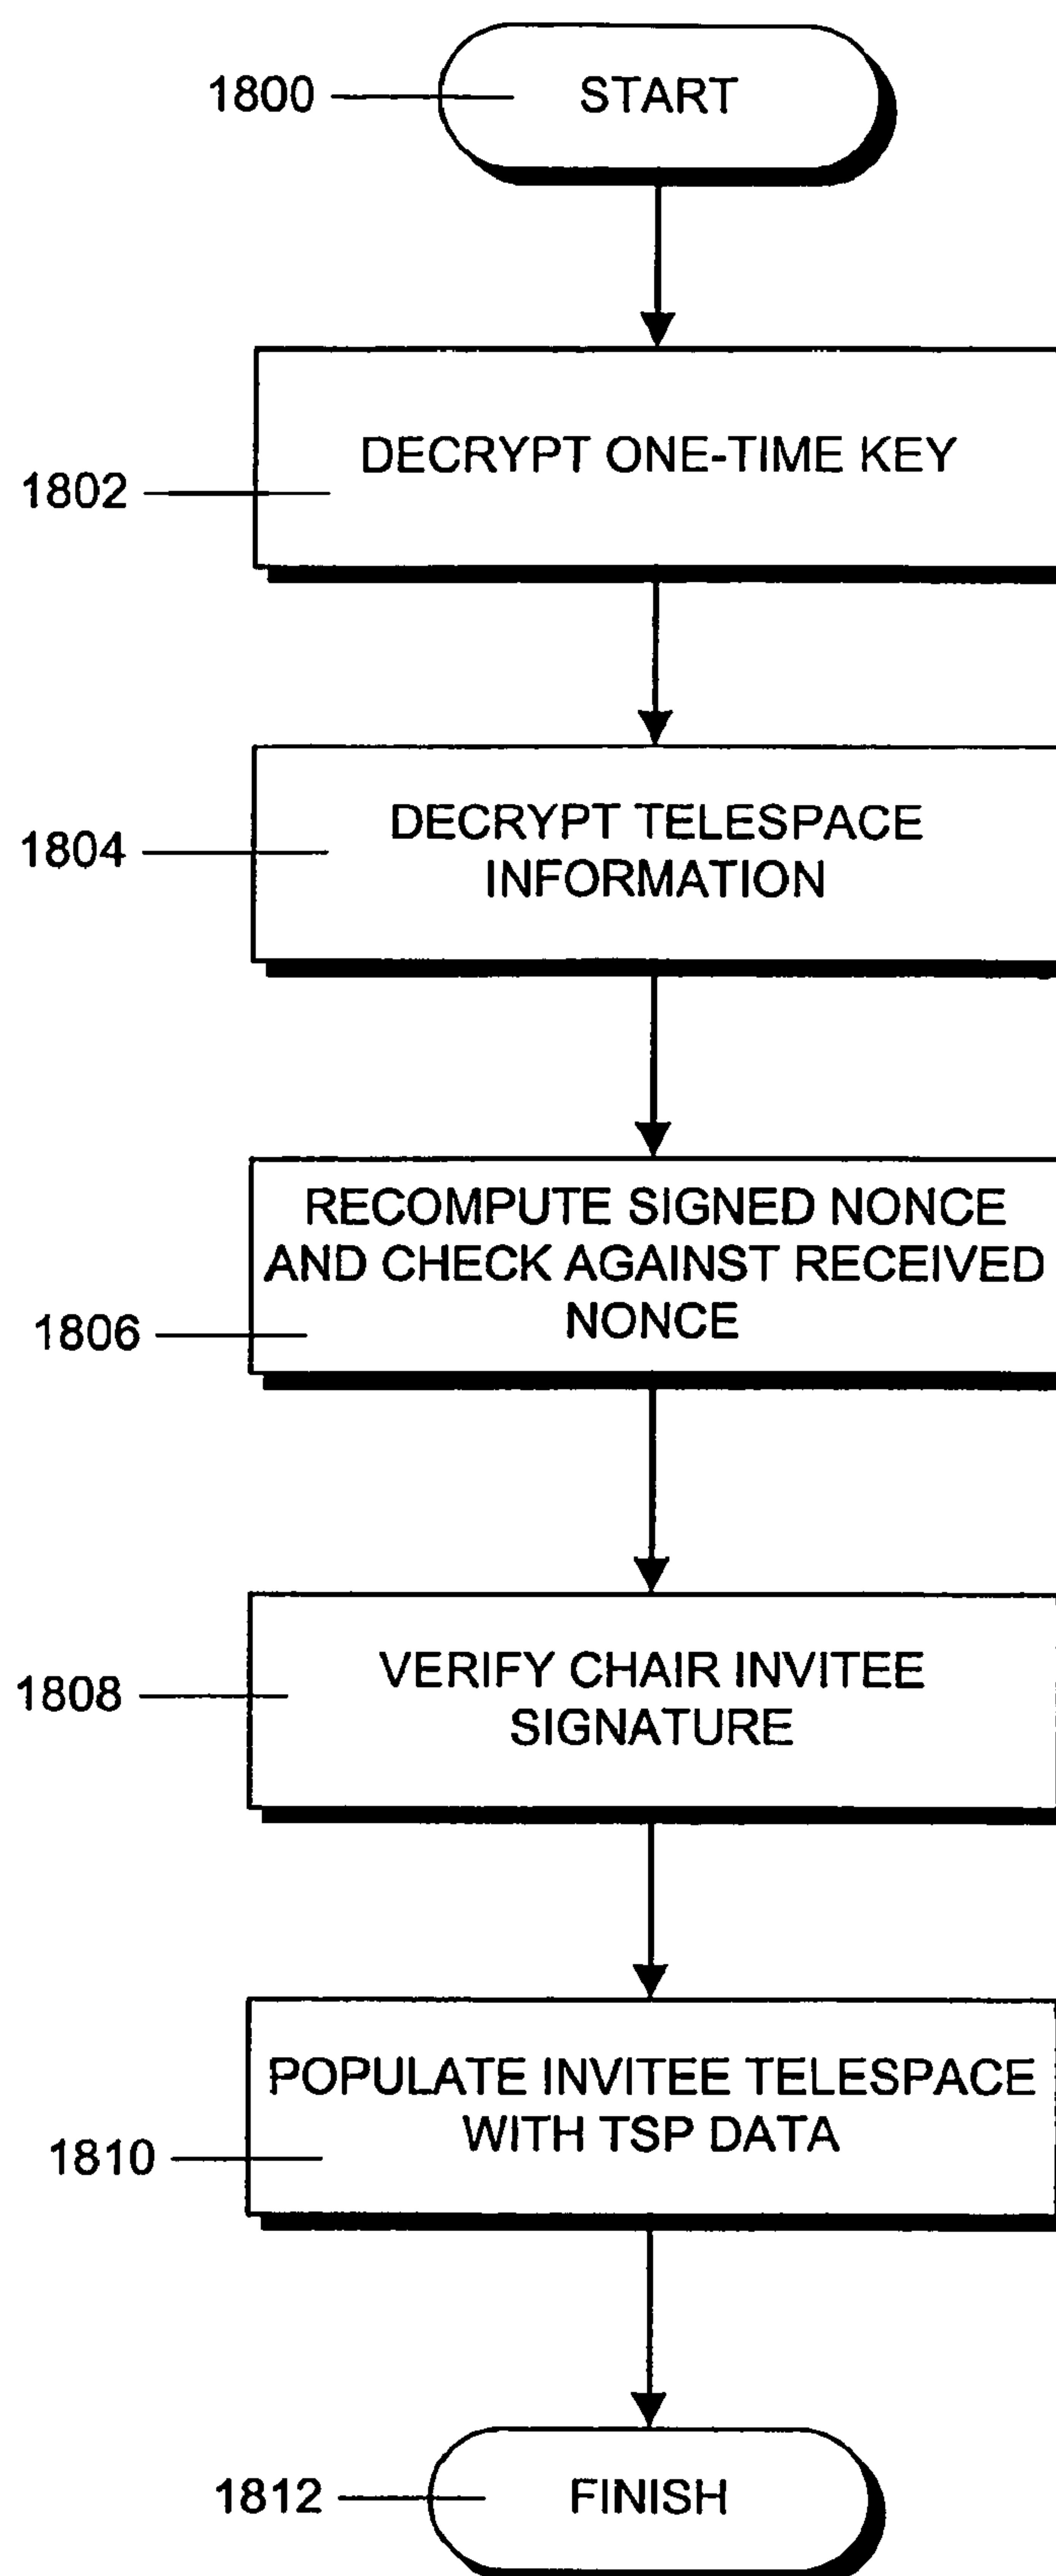 1800
START
DECRYPT ONE-TIME KEY
1802
DECRYPT TELESPACE
INFORMATION
1804
RECOMPUTE SIGNED NONCE
AND CHECK AGAINST RECEIVED
NONCE
1806
VERIFY CHAIR INVITEE
SIGNATURE
1808
POPULATE INVITEE TELESPACE
WITH TSP DATA
1810
1812
FINISH